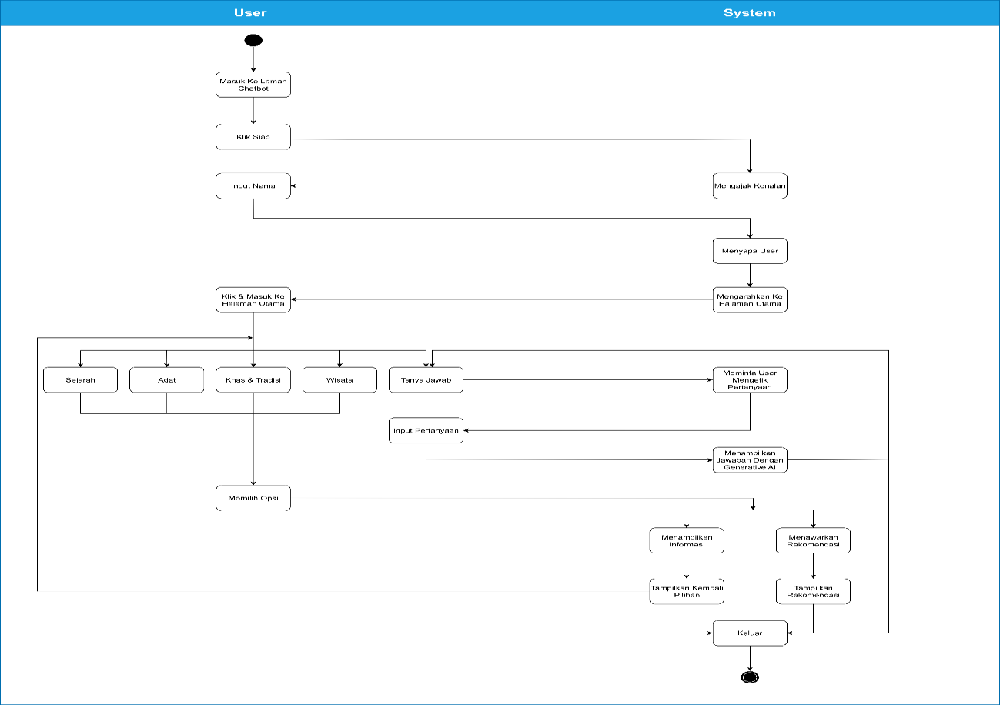 User
System
Masuk Ke Laman
Chatbot
Klik Siap
Input Nama
Mengajak Kenalan
Menyapa User
Klik & Masuk Ke
Halaman Utama
Mengarahkan Ke
Halaman Utama
Sejarah
Adat
Khas & Tradisi
Wisata
Tanya Jawab
Meminta User
Mengetik
Pertanyaan
Input Pertanyaan
Menampilkan
Jawaban Dengan
Generative AI
Memilih Opsi
Menampilkan
Informasi
Menawarkan
Rekomendasi
Tampilkan Kembali
Pilihan
Tampilkan
Rekomendasi
Keluar